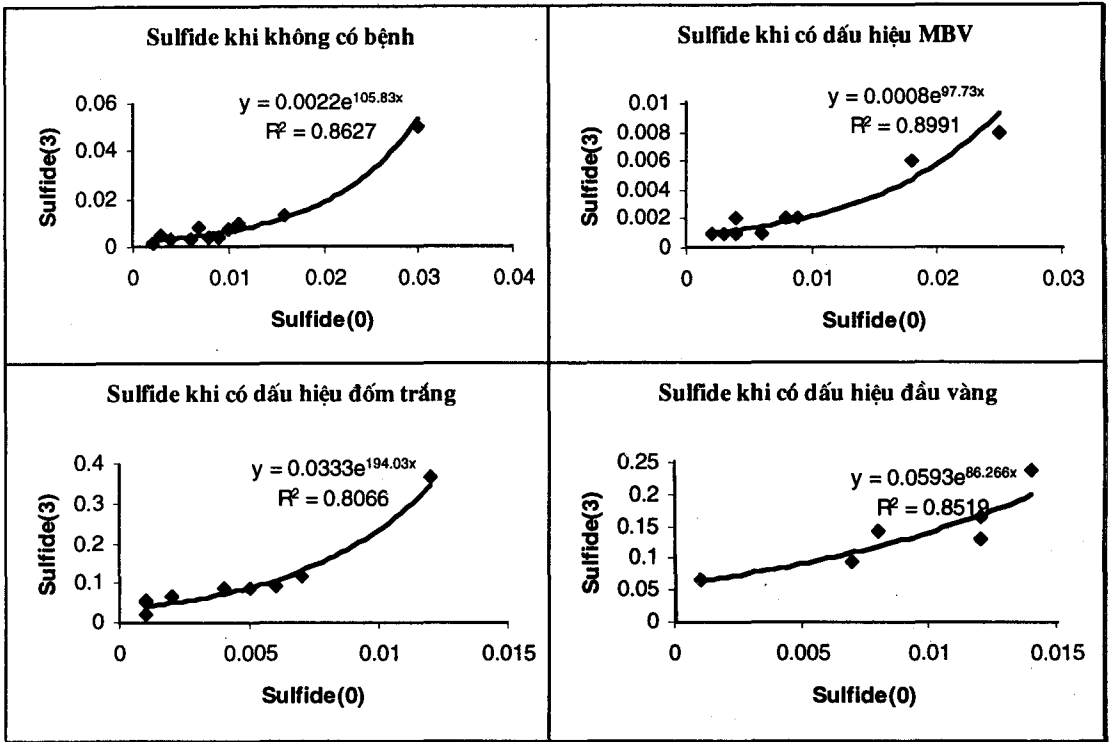 Sulfide khi không có bệnh
y = 0.0022e^105.83x
R² = 0.8627
Sulfide(3)
0.06
0.04
0.02
0
0
0.01
0.02
0.03
0.04
Sulfide(0)
Sulfide khi có dấu hiệu MBV
y = 0.0008e^97.73x
R² = 0.8991
Sulfide(3)
0.01
0.008
0.006
0.004
0.002
0
0
0.01
0.02
0.03
Sulfide(0)
Sulfide khi có dấu hiệu đốm trắng
y = 0.0333e^194.03x
R² = 0.8066
Sulfide(3)
0.4
0.3
0.2
0.1
0
0
0.005
0.01
0.015
Sulfide(0)
Sulfide khi có dấu hiệu đầu vàng
y = 0.0593e^86.266x
R² = 0.8519
Sulfide(3)
0.25
0.2
0.15
0.1
0.05
0
0
0.005
0.01
0.015
Sulfide(0)